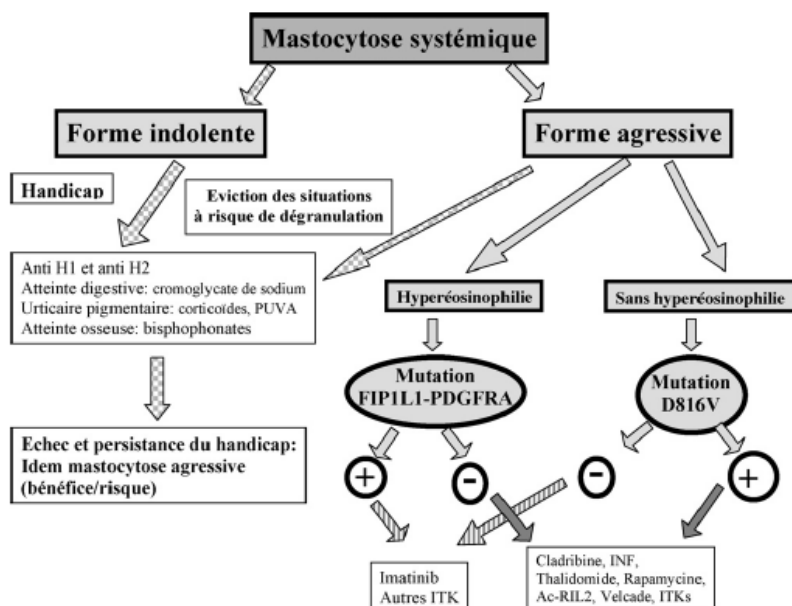 Mastocytose systémique
Forme indolente
Forme agressive
Handicap
Eviction des situations
à risque de dégranulation
Anti H1 et anti H2
Atteinte digestive: cromoglycate de sodium
Urticaire pigmentaire: corticoïdes, PUVA
Atteinte osseuse: bisphophonates
Hyperéosinophilie
Sans hyperéosinophilie
Mutation
FIP1L1-PDGFRA
Mutation
D816V
Echec et persistance du handicap:
Idem mastocytose agressive
(bénéfice/risque)
+
-
-
+
Imatinib
Autres ITK
Cladribine, INF,
Thalidomide, Rapamycine,
Ac-RIL2, Velcade, ITKs